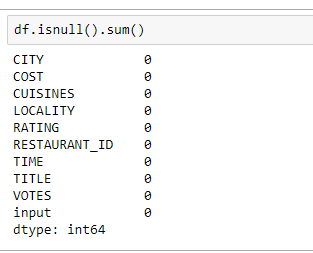 df.isnull().sum()
CITY 0
COST 0
CUISINES 0
LOCALITY 0
RATING 0
RESTAURANT_ID 0
TIME 0
TITLE 0
VOTES 0
input 0
dtype: int64